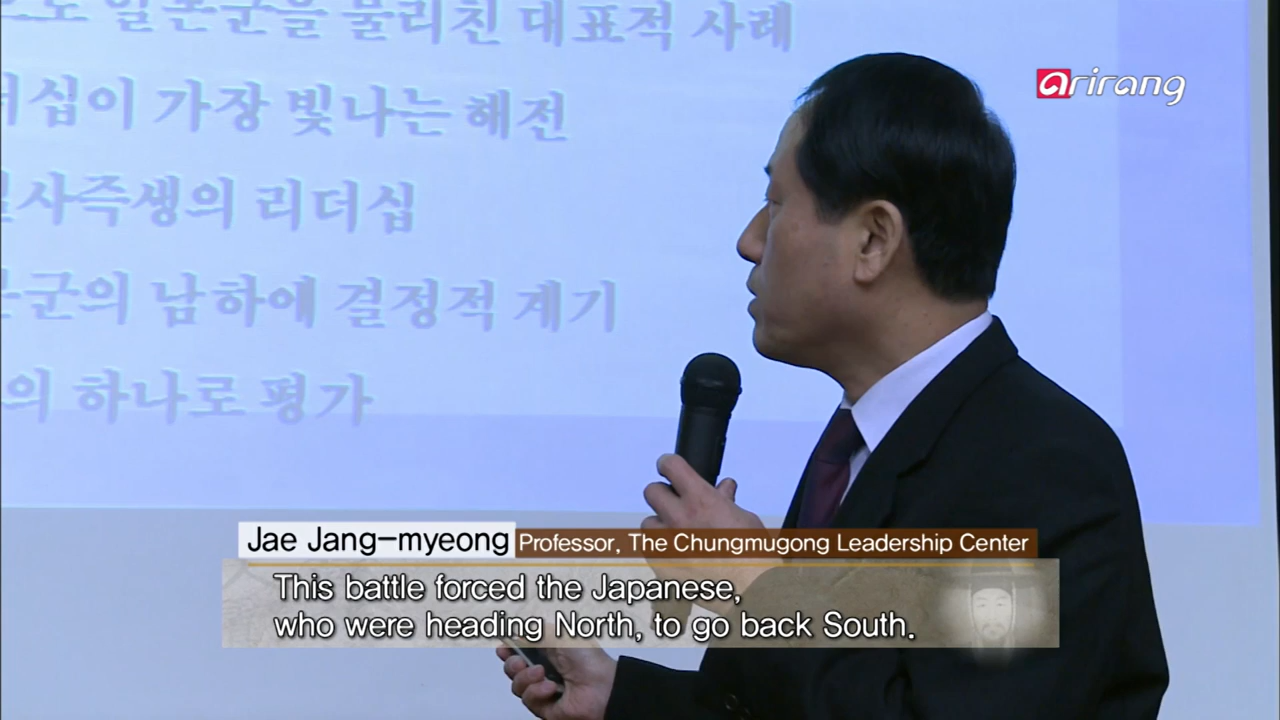 일본군을 물리친 대표적 사례
더십이 가장 빛나는 해전
필사즉생의 리더십
본군의 남하에 결정적 계기
의 하나로 평가
arirang
Jae Jang-myeong Professor, The Chungmugong Leadership Center
This battle forced the Japanese,
who were heading North, to go back South.